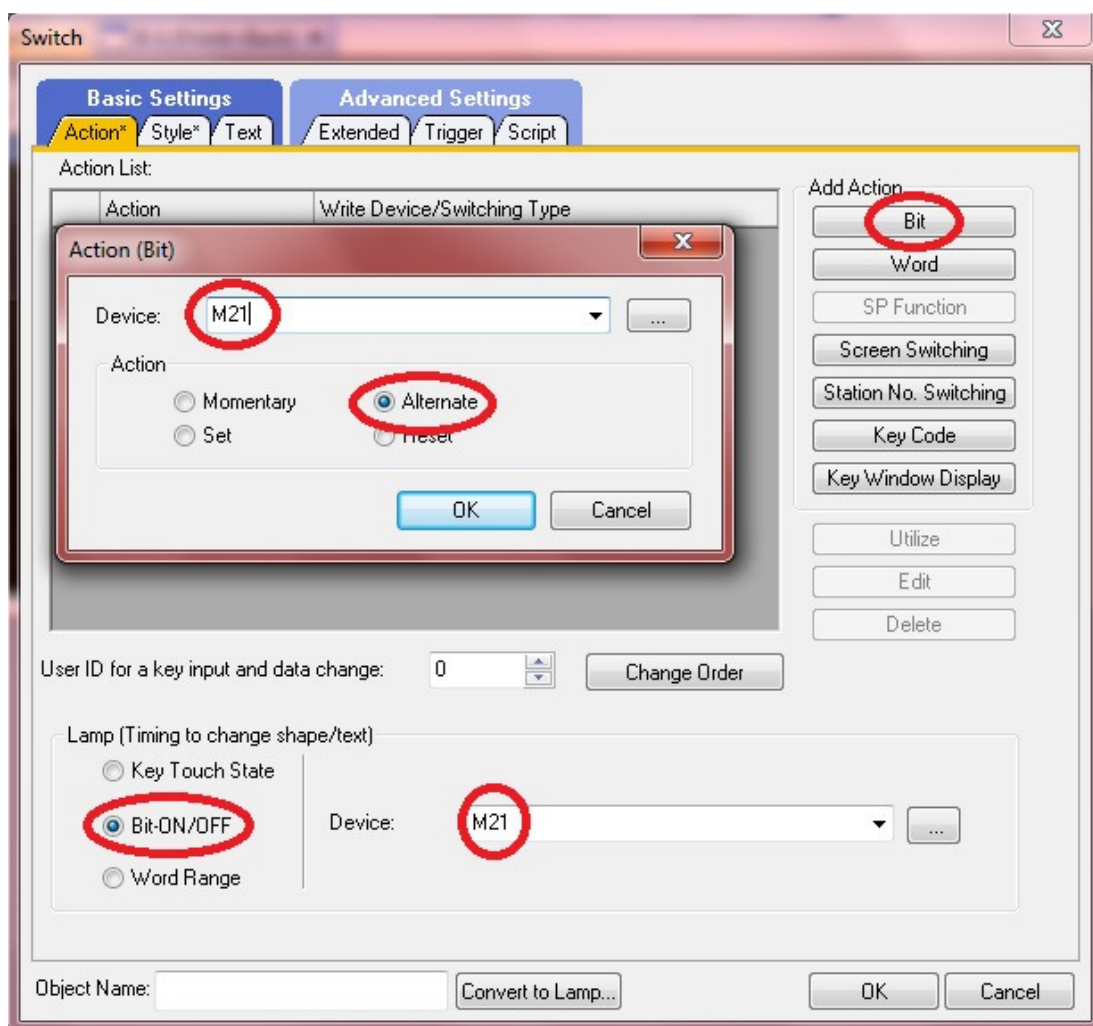 Switch
Basic Settings Advanced Settings
Action* Style* Text Extended Trigger Script
Action List:
Action Write Device/Switching Type
Add Action
Bit
Word
SP Function
Screen Switching
Station No. Switching
Key Code
Key Window Display
Utilize
Edit
Delete
Action (Bit)
Device: M21 ...
Action
Momentary Alternate
Set Reset
OK Cancel
User ID for a key input and data change: 0 Change Order
Lamp (Timing to change shape/text)
Key Touch State
Bit-ON/OFF Device: M21 ...
Word Range
Object Name: Convert to Lamp... OK Cancel